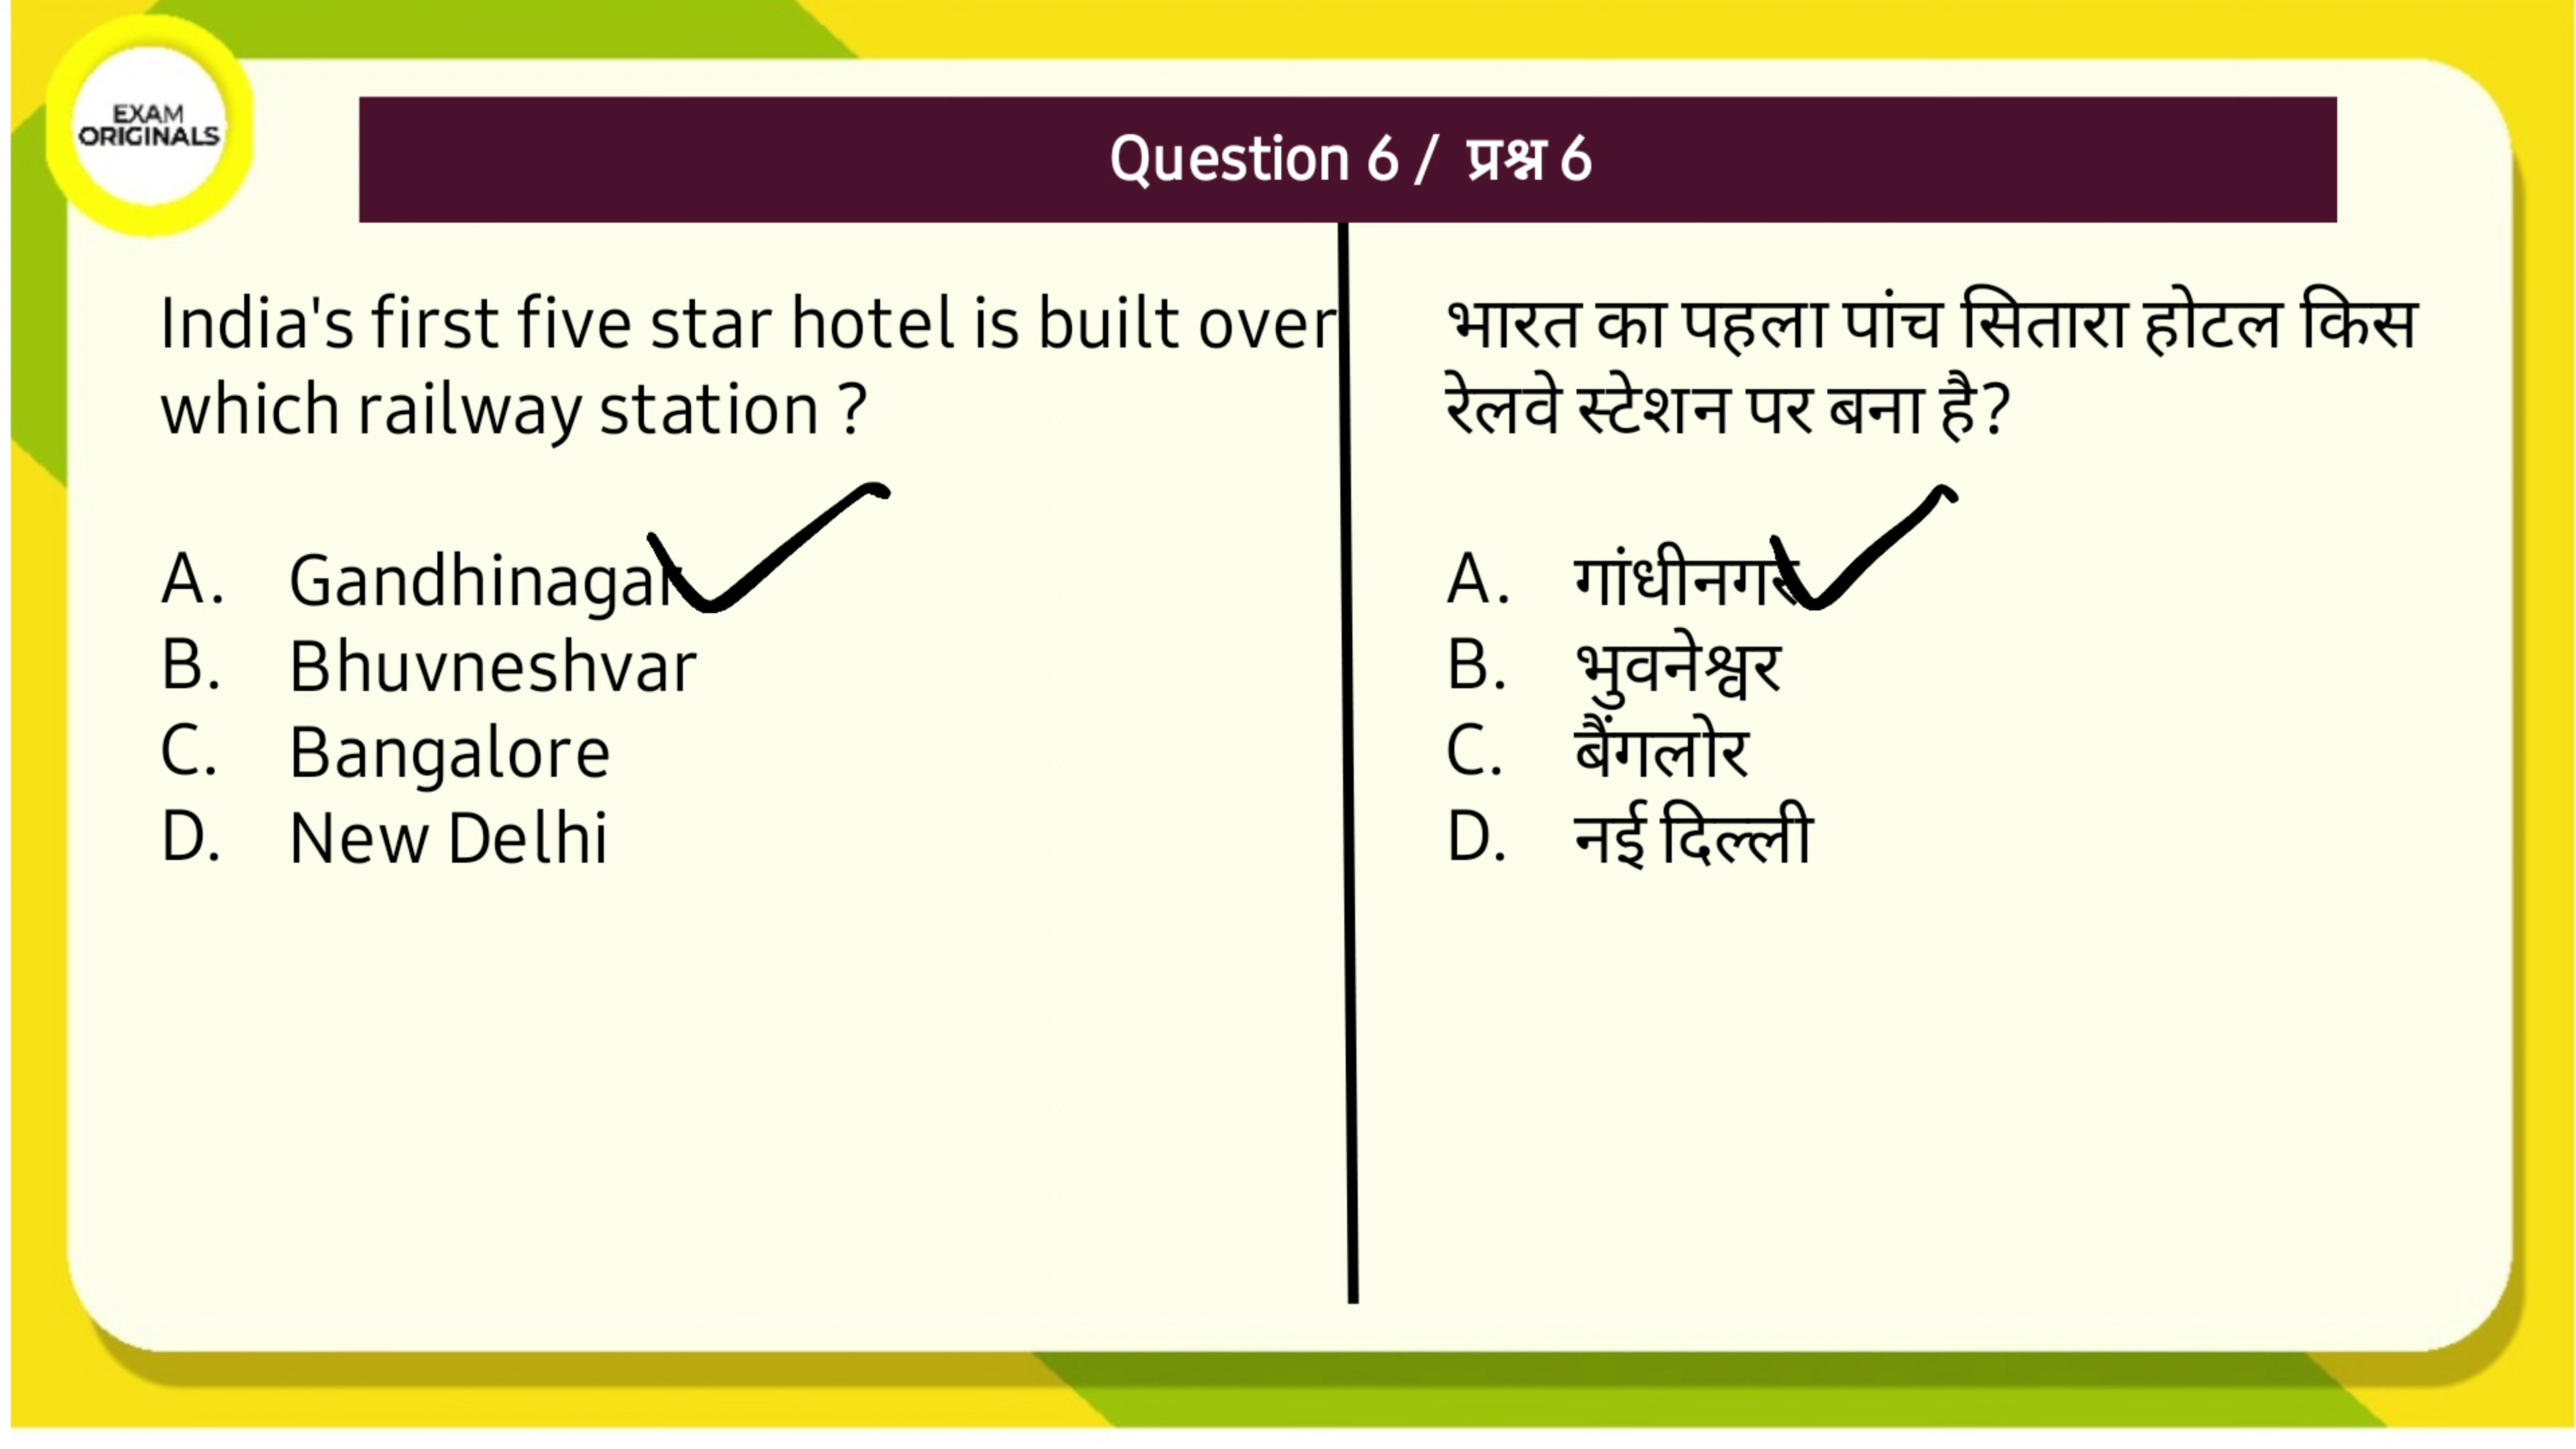 EXAM
ORIGINALS
Question 6 / प्रश्न 6
India's first five star hotel is built over
which railway station ?
A. Gandhinagar
B. Bhuvneshvar
C. Bangalore
D. New Delhi
भारत का पहला पांच सितारा होटल किस
रेलवे स्टेशन पर बना है?
A. गांधीनगर
B. भुवनेश्वर
C. बैंगलोर
D. नई दिल्ली